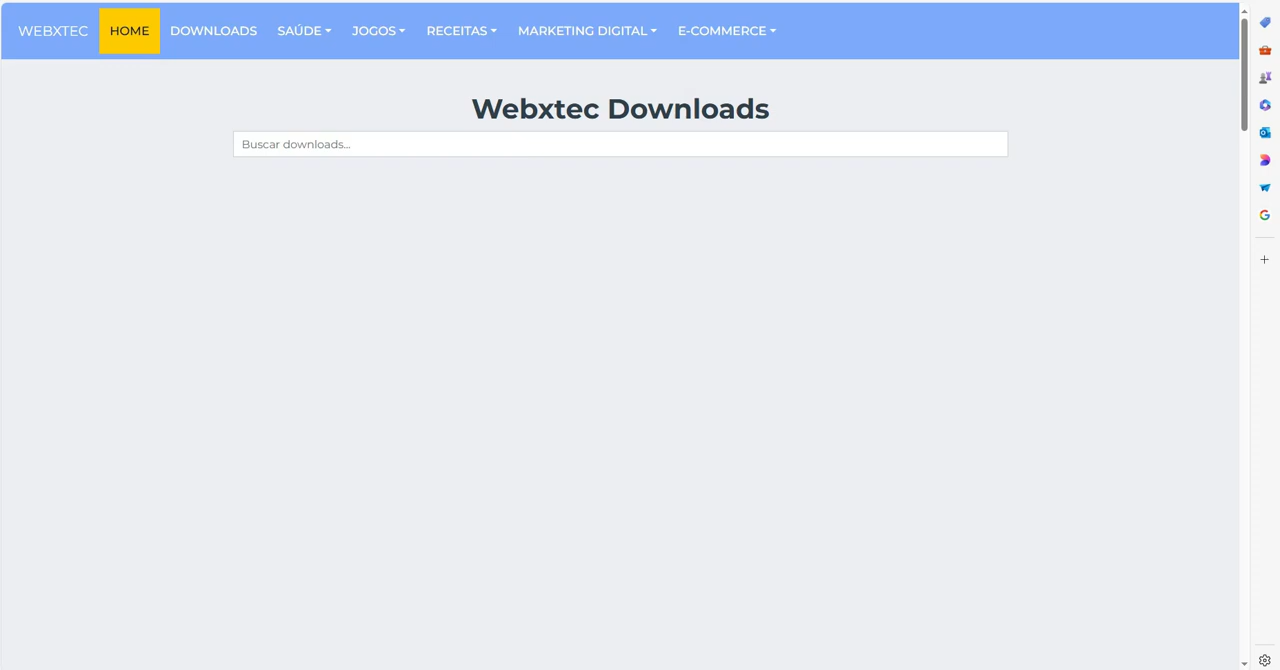 WEBXTEC HOME DOWNLOADS SAÚDE JOGOS RECEITAS MARKETING DIGITAL E-COMMERCE
Webxtec Downloads
Buscar downloads...